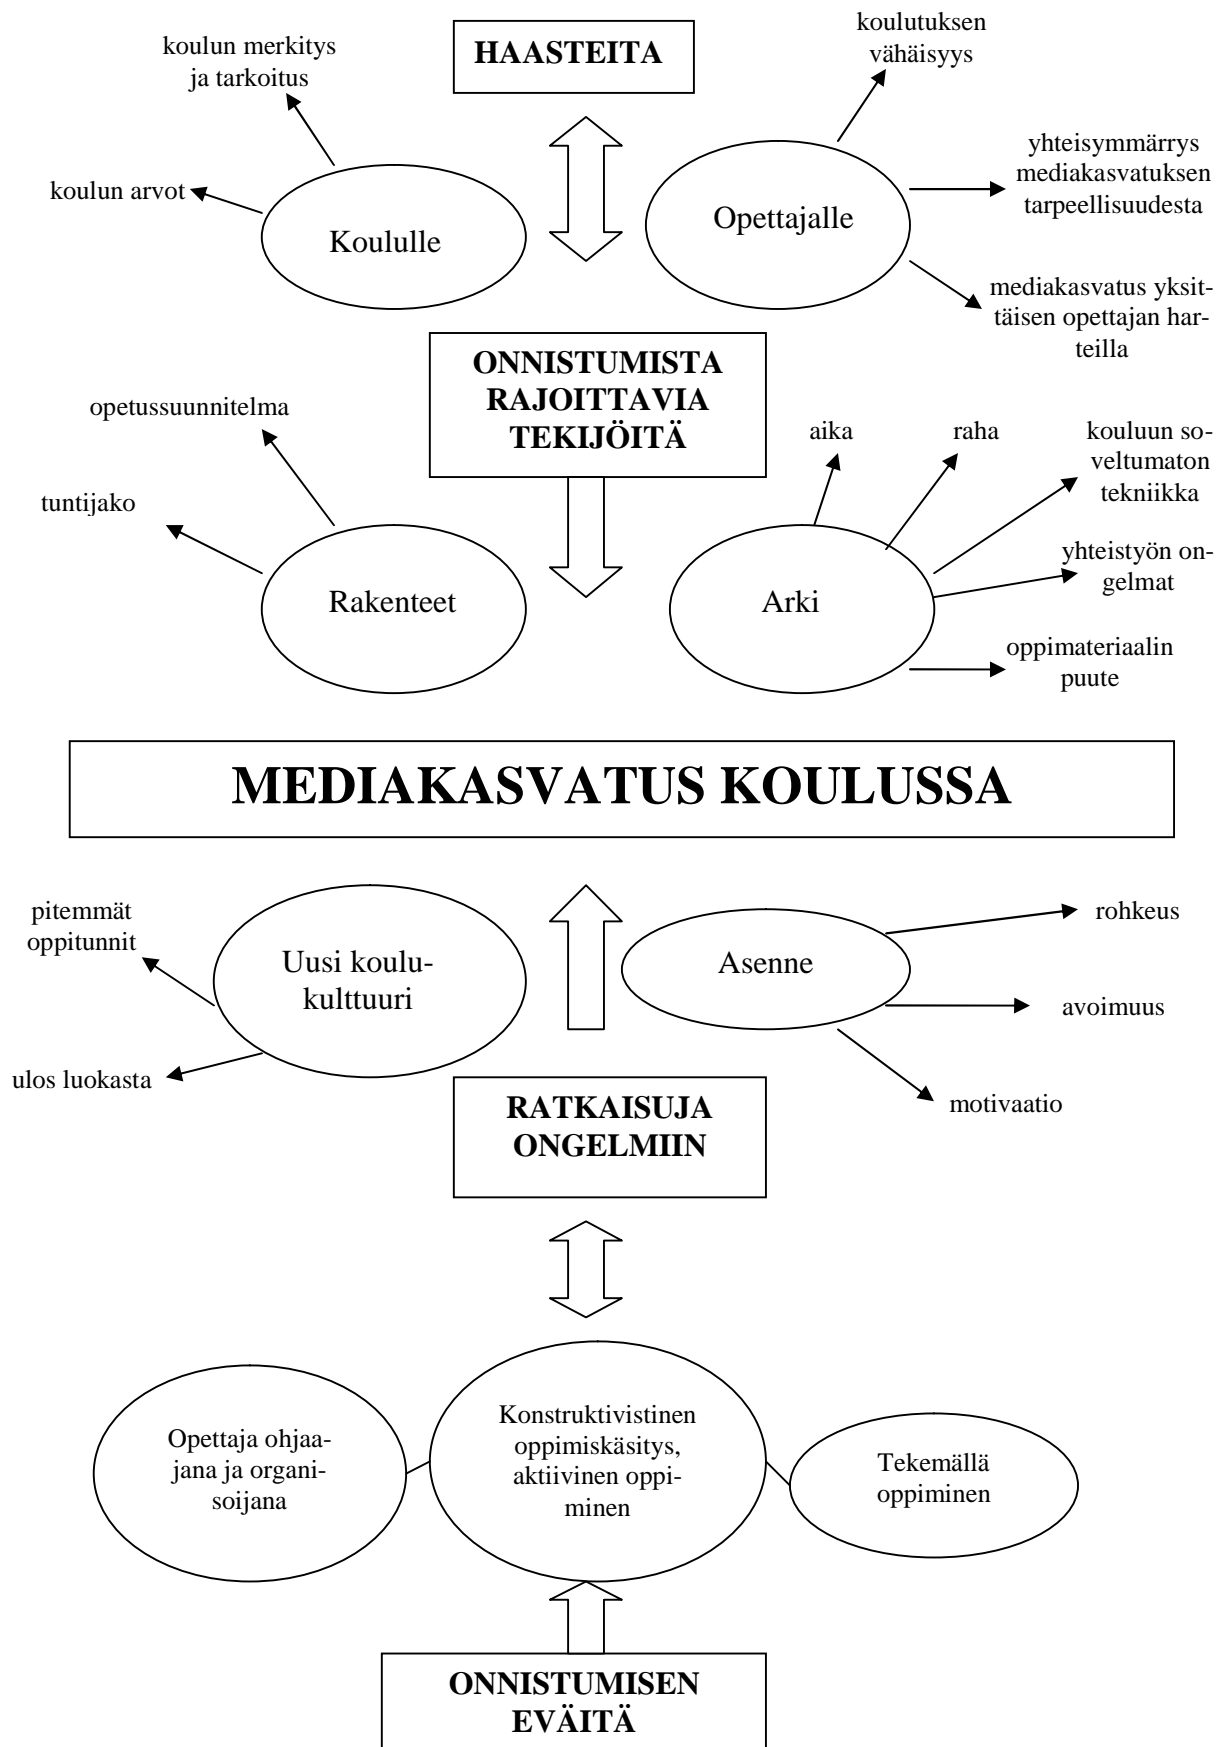 HAASTEITA
koulun merkitys
ja tarkoitus
koulun arvot
Koululle
koulutuksen
vähäisyys
Opettajalle
yhteisymmärrys
mediakasvatuksen
tarpeellisuudesta
mediakasvatus yksit-
täisen opettajan har-
teilla
ONNISTUMISTA
RAJOITTAVIA
TEKIJÖITÄ
opetussuunnitelma
tuntijako
Rakenteet
aika
raha
kouluun so-
veltumaton
tekniikka
yhteistyön on-
gelmat
Arki
oppimateriaalin
puute
MEDIAKASVATUS KOULUSSA
pitemmät
oppitunnit
Uusi koulu-
kulttuuri
ulos luokasta
Asenne
rohkeus
avoimuus
motivaatio
RATKAISUJA
ONGELMIIN
Opettaja ohjaa-
jana ja organi-
soijana
Konstruktivistinen
oppimiskäsitys,
aktiivinen oppi-
minen
Tekemällä
oppiminen
ONNISTUMISEN
EVÄITÄ